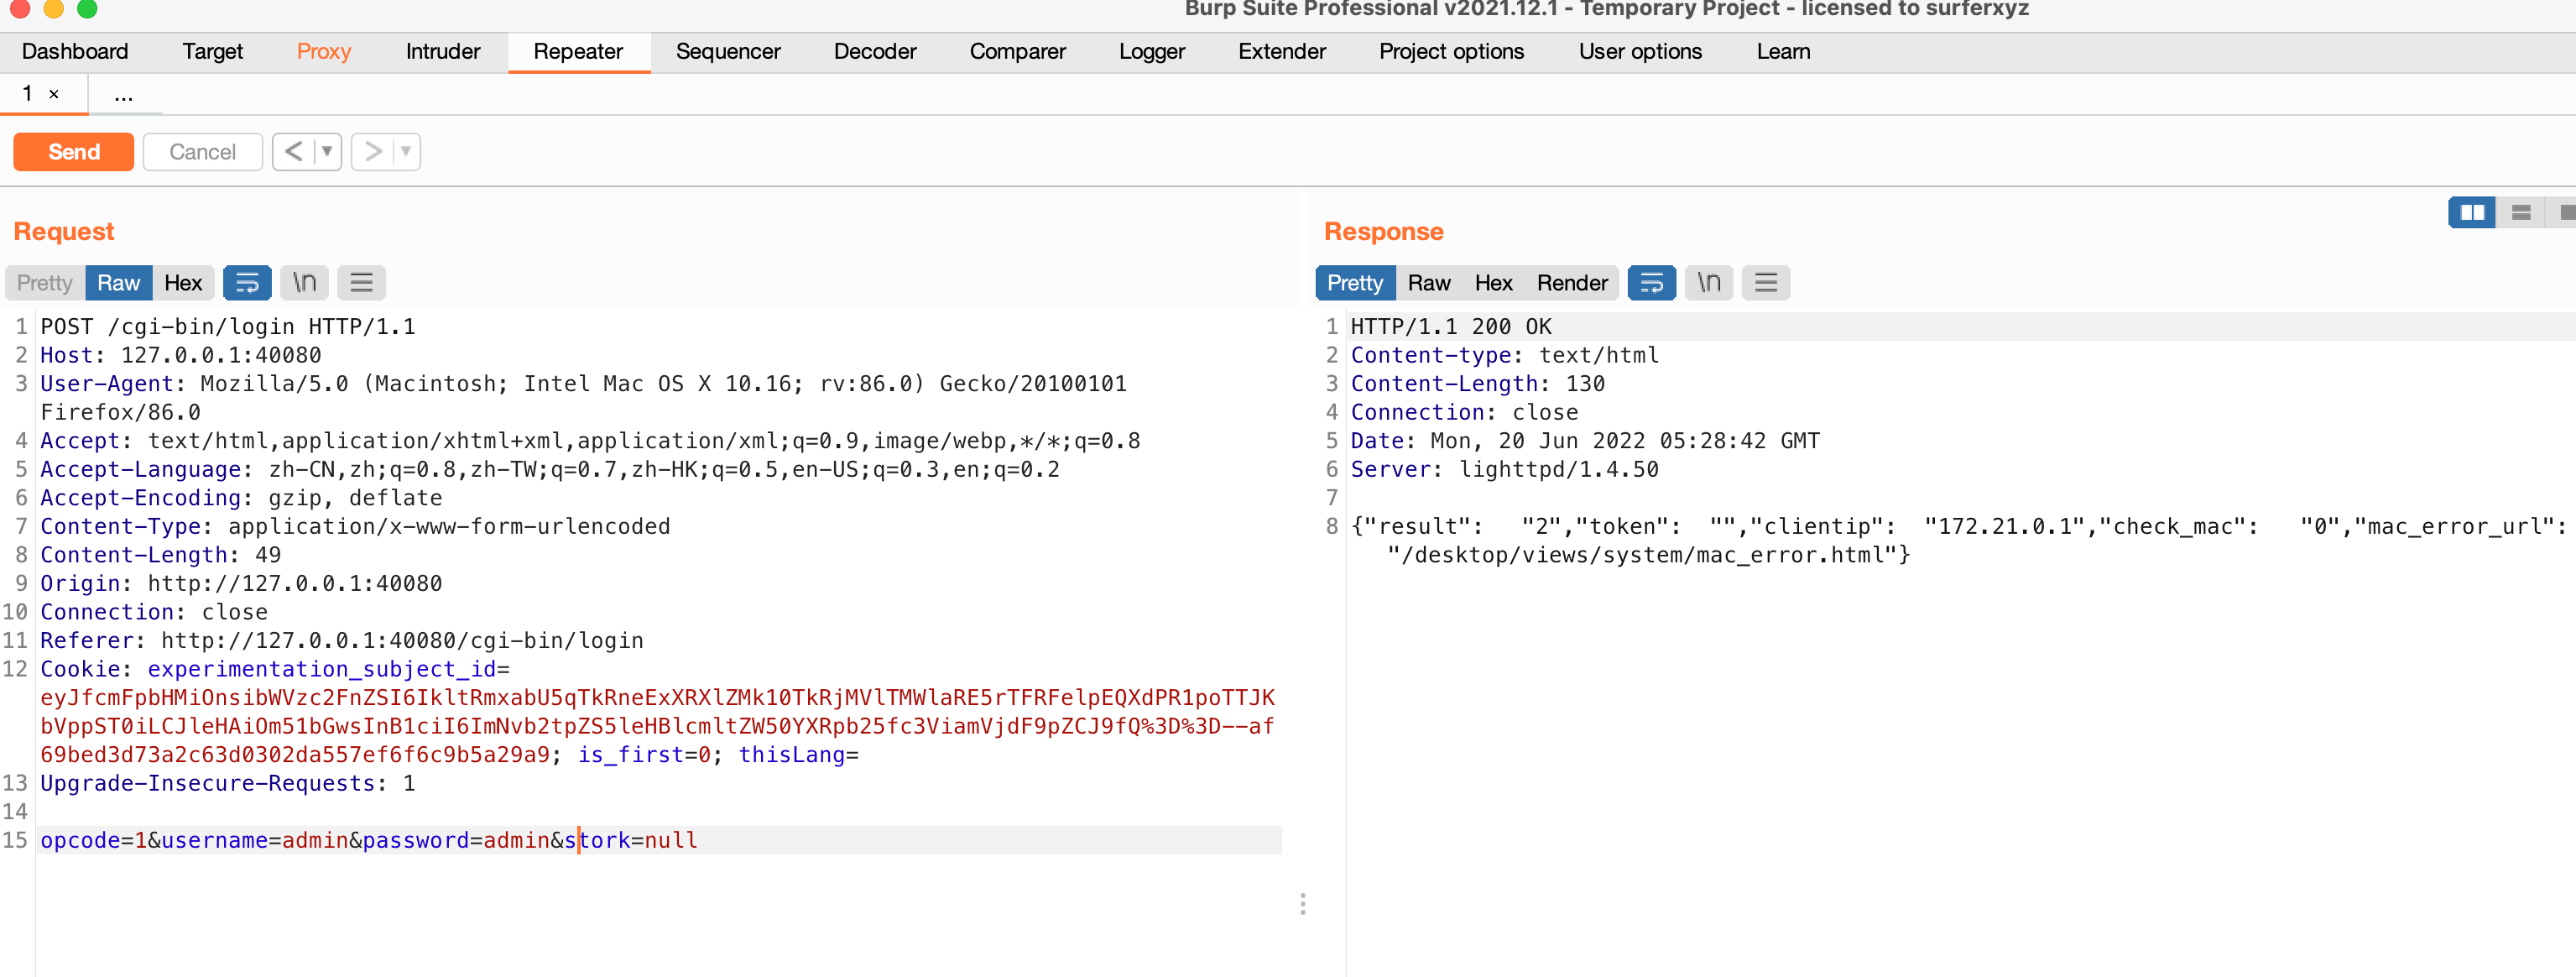 Burp Suite Professional v2021.12.1 - Temporary Project - licensed to surferxyz
Dashboard Target Proxy Intruder Repeater Sequencer Decoder Comparer Logger Extender Project options User options Learn
1 × ...
Send Cancel < ▼ > ▼
Request
Pretty Raw Hex \n
1 POST /cgi-bin/login HTTP/1.1
2 Host: 127.0.0.1:40080
3 User-Agent: Mozilla/5.0 (Macintosh; Intel Mac OS X 10.16; rv:86.0) Gecko/20100101
Firefox/86.0
4 Accept: text/html,application/xhtml+xml,application/xml;q=0.9,image/webp,*/*;q=0.8
5 Accept-Language: zh-CN,zh;q=0.8,zh-TW;q=0.7,zh-HK;q=0.5,en-US;q=0.3,en;q=0.2
6 Accept-Encoding: gzip, deflate
7 Content-Type: application/x-www-form-urlencoded
8 Content-Length: 49
9 Origin: http://127.0.0.1:40080
10 Connection: close
11 Referer: http://127.0.0.1:40080/cgi-bin/login
12 Cookie: experimentation_subject_id=
eyJfcmFpbHMiOnsibWVzc2FnZSI6IkltRmxabU5qTkRneExXRXlZMk10TkRjMVlTMWlaRE5rTFRFelpEQXdPR1poTTJK
bVppST0iLCJleHAiOm51bGwsInB1ciI6ImNvb2tpZS5leHBlcmltZW50YXRpb25fc3ViamVjdF9pZCJ9fQ%3D%3D--af
69bed3d73a2c63d0302da557ef6f6c9b5a29a9; is_first=0; thisLang=
13 Upgrade-Insecure-Requests: 1
14
15 opcode=1&username=admin&password=admin&stork=null
Response
Pretty Raw Hex Render \n
1 HTTP/1.1 200 OK
2 Content-type: text/html
3 Content-Length: 130
4 Connection: close
5 Date: Mon, 20 Jun 2022 05:28:42 GMT
6 Server: lighttpd/1.4.50
7
8 {"result": "2","token": "","clientip": "172.21.0.1","check_mac": "0","mac_error_url":
"/desktop/views/system/mac_error.html"}